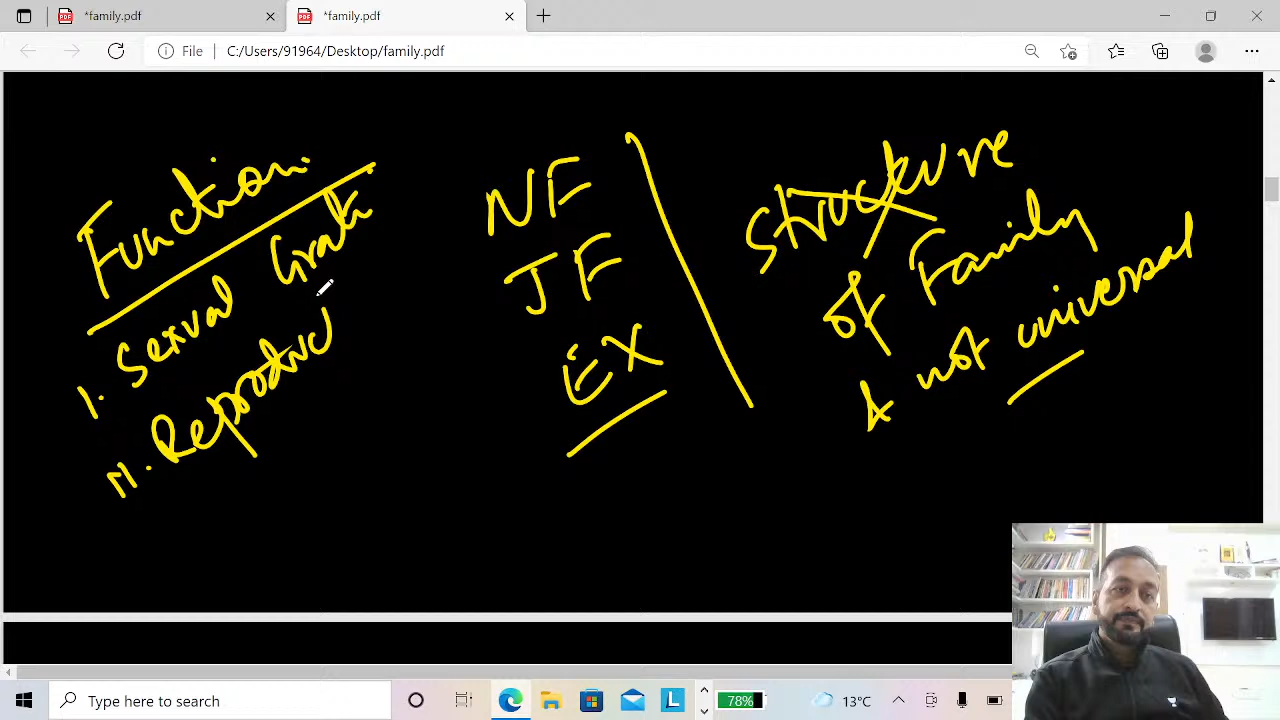 *family.pdf
*family.pdf
File
C:/Users/91964/Desktop/family.pdf
Function
1. Sexual Grati
11. Reproduc
NF
JF
EX
Structure
of Family
& not universal
Type here to search
L
78%
13°C